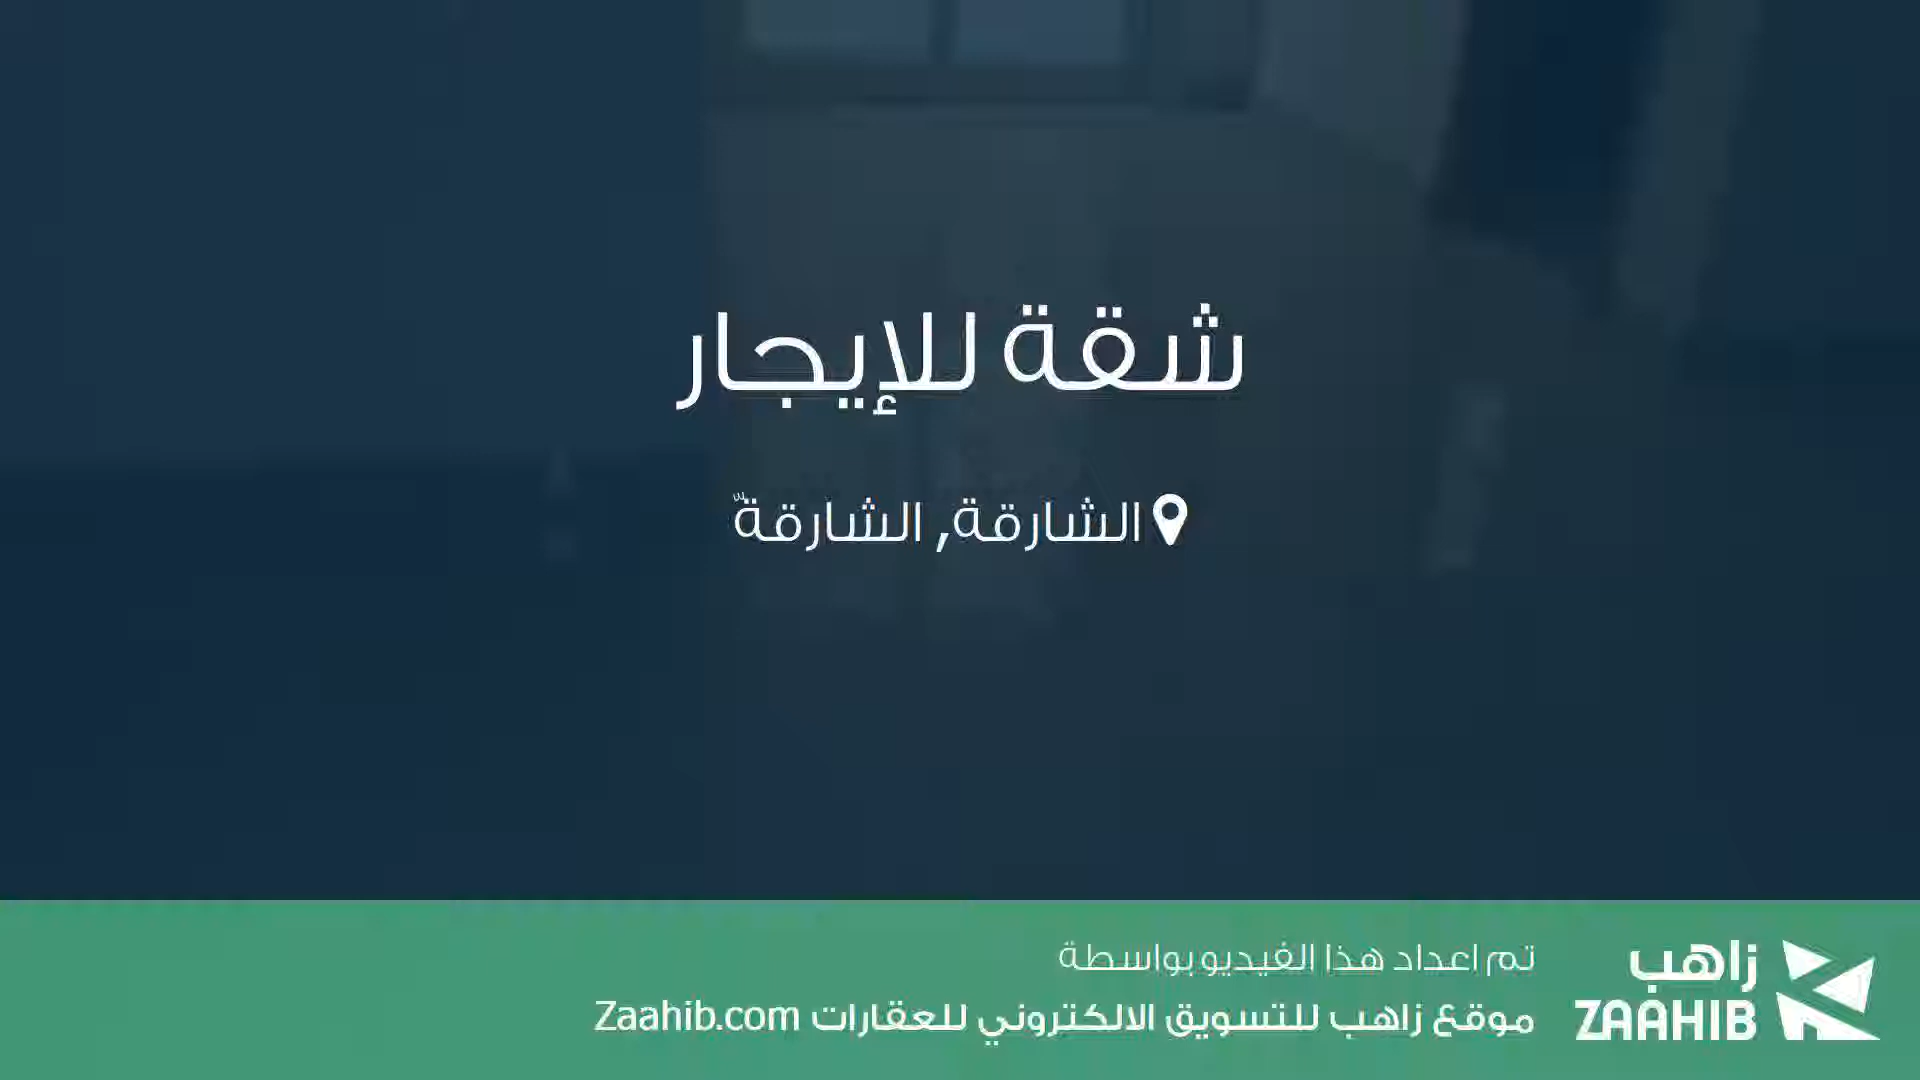 شقة للإيجار
الشارقة, الشارقةّ
تم اعداد هذا الفيديو بواسطة
موقع زاهب للتسويق الالكتروني للعقارات Zaahib.com
زاهب
ZAAHIB